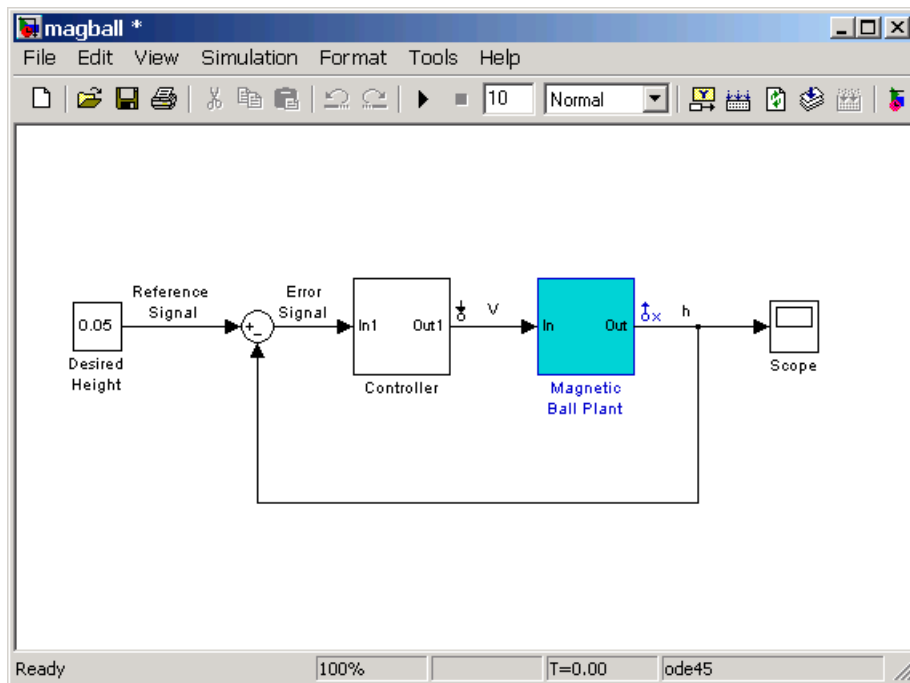 magball *
File Edit View Simulation Format Tools Help
10 Normal
Reference
Signal
Error
Signal
0.05
+
-
In1 Out1
V
In Out
x
h
Desired
Height
Controller
Magnetic
Ball Plant
Scope
Ready 100% T=0.00 ode45